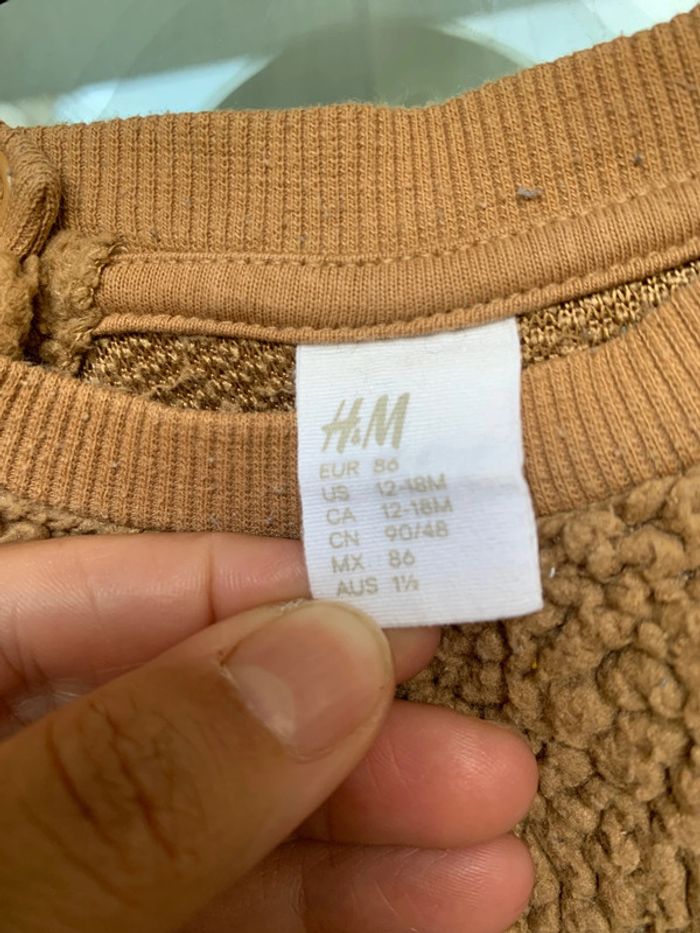 H&M
EUR 86
US 12-18M
CA 12-18M
CN 90/48
MX 86
AUS 1½